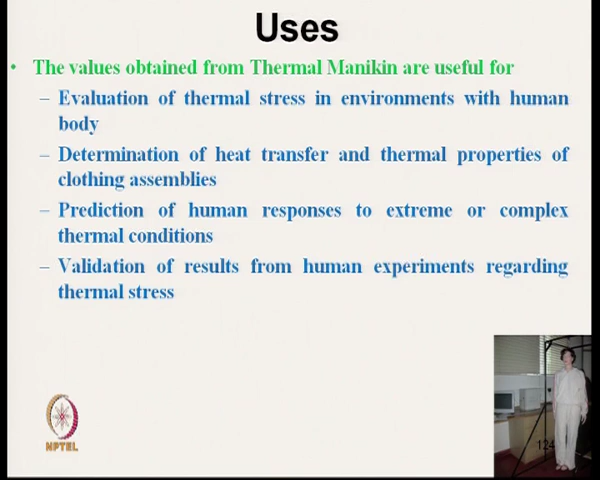 Uses
• The values obtained from Thermal Manikin are useful for
– Evaluation of thermal stress in environments with human
body
– Determination of heat transfer and thermal properties of
clothing assemblies
– Prediction of human responses to extreme or complex
thermal conditions
– Validation of results from human experiments regarding
thermal stress
NPTEL
124